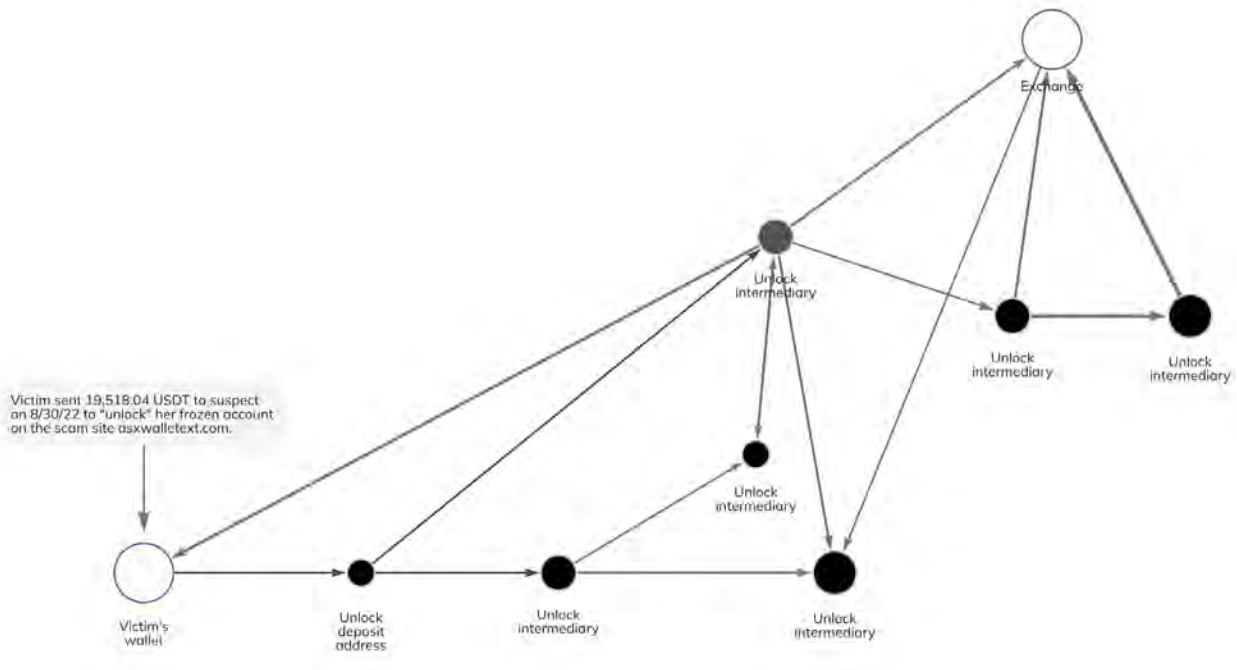 Exchange
Unlock
intermediary
Unlock
intermediary
Unlock
intermediary
Victim sent 19,518.04 USDT to suspect
on 8/30/22 to "unlock" her frozen account
on the scam site asxwalletext.com.
Unlock
intermediary
Victim's
wallet
Unlock
deposit
address
Unlock
intermediary
Unlock
intermediary